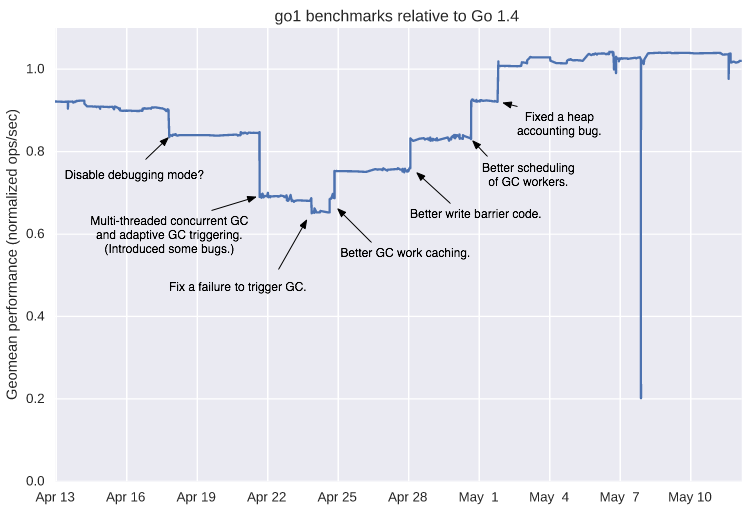 go1 benchmarks relative to Go 1.4
Geomean performance (normalized ops/sec)
1.0
0.8
0.6
0.4
0.2
0.0
Fixed a heap
accounting bug.
Disable debugging mode?
Better scheduling
of GC workers.
Better write barrier code.
Multi-threaded concurrent GC
and adaptive GC triggering.
(Introduced some bugs.)
Better GC work caching.
Fix a failure to trigger GC.
Apr 13
Apr 16
Apr 19
Apr 22
Apr 25
Apr 28
May 1
May 4
May 7
May 10